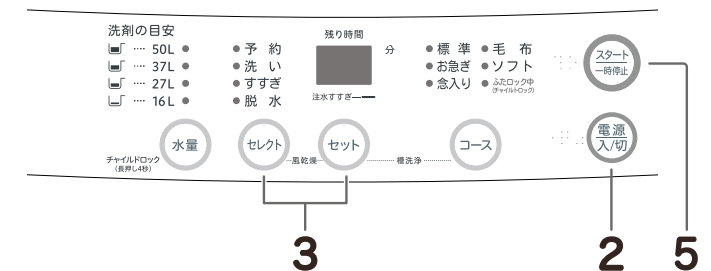 洗剤の目安
50L
37L
27L
16L
予約
洗い
すすぎ
脱水
残り時間
分
注水すすぎ
標準
お急ぎ
念入り
毛布
ソフト
ふたロック中
(チャイルドロック)
スタート
一時停止
水量
セレクト
セット
コース
電源
入/切
チャイルドロック
(長押し4秒)
風乾燥
槽洗浄
3
2
5